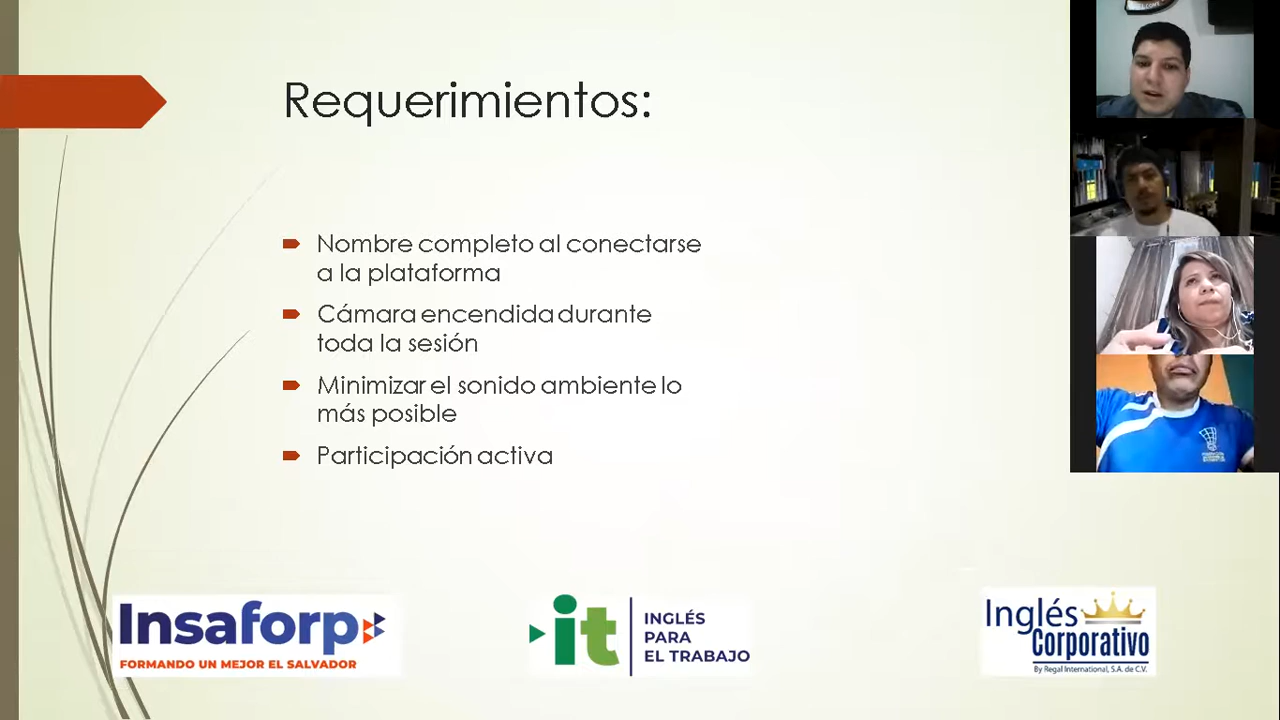 Requerimientos:
Nombre completo al conectarse
a la plataforma
Cámara encendida durante
toda la sesión
Minimizar el sonido ambiente lo
más posible
Participación activa
Insaforp
FORMANDO UN MEJOR EL SALVADOR
it
INGLÉS
PARA
EL TRABAJO
Inglés
Corporativo
By Regal International, S.A. de C.V.